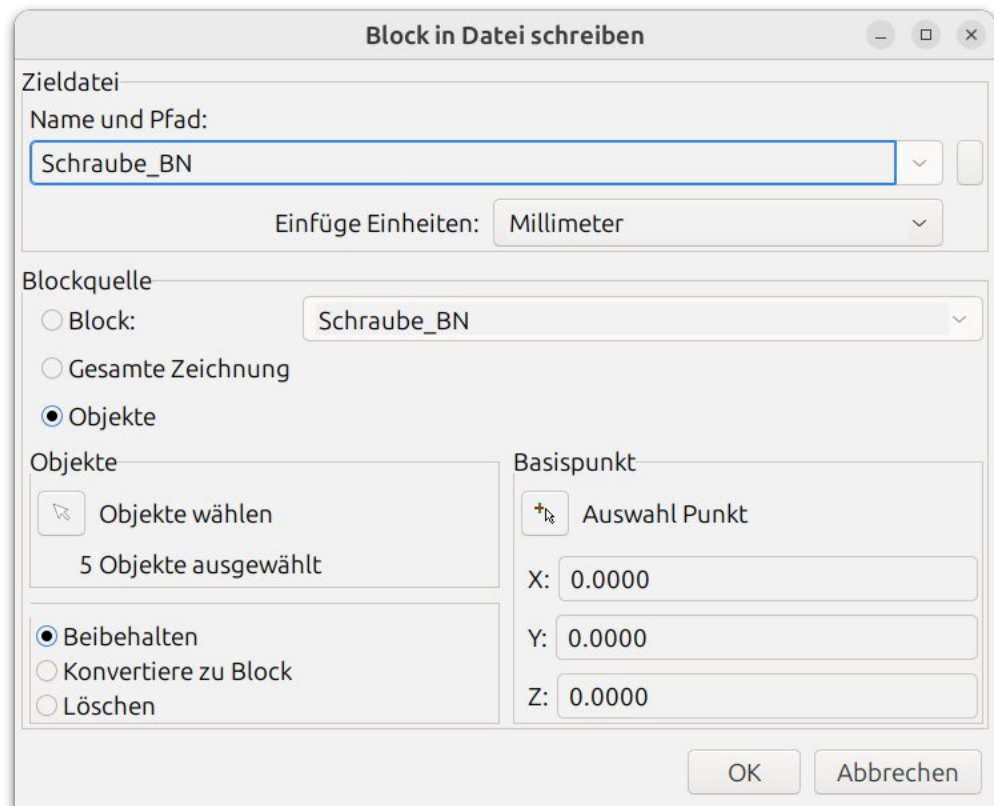 Block in Datei schreiben
Zieldatei
Name und Pfad:
Schraube_BN
Einfüge Einheiten: Millimeter
Blockquelle
Block: Schraube_BN
Gesamte Zeichnung
Objekte
Objekte
Objekte wählen
5 Objekte ausgewählt
Beibehalten
Konvertiere zu Block
Löschen
Basispunkt
Auswahl Punkt
X: 0.0000
Y: 0.0000
Z: 0.0000
OK Abbrechen